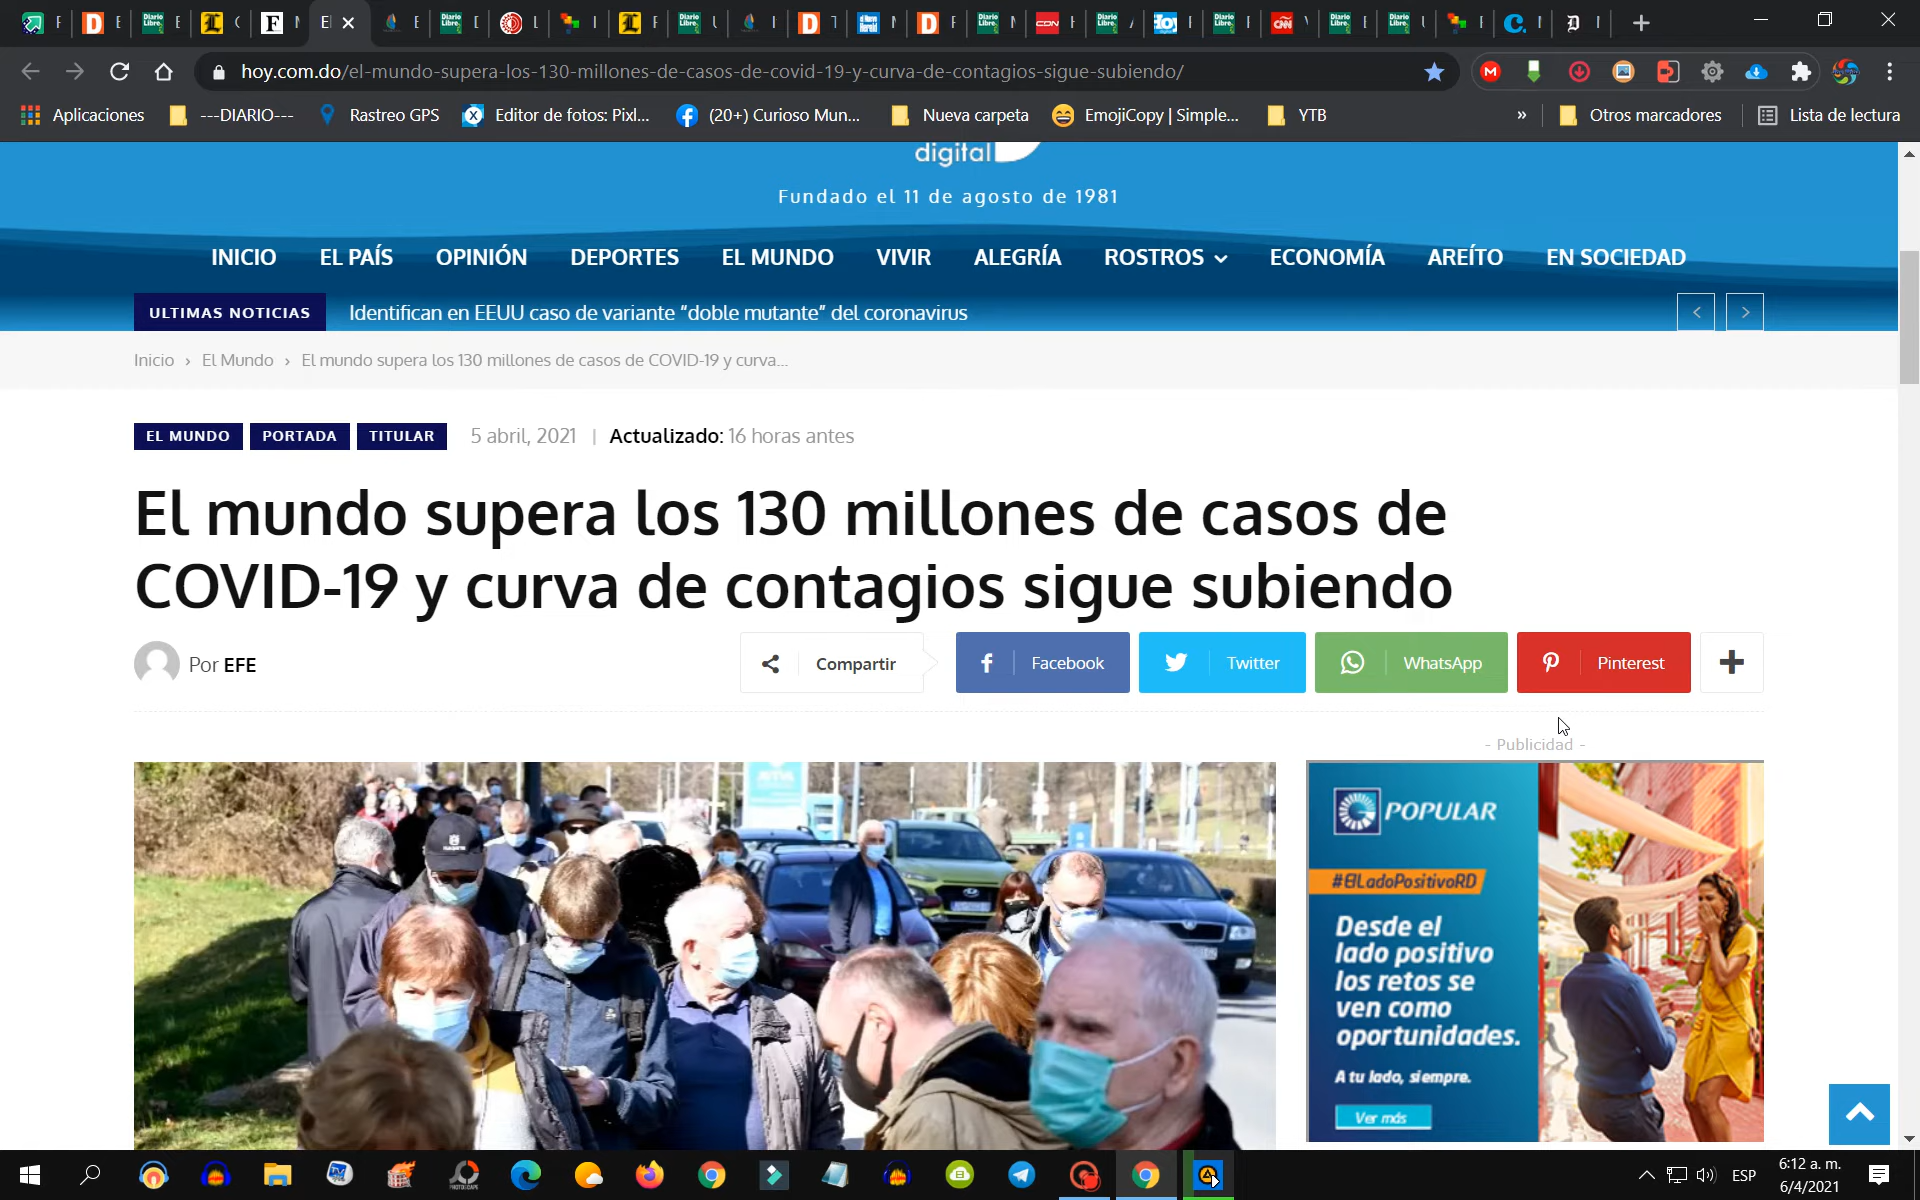 hoy.com.do/el-mundo-supera-los-130-millones-de-casos-de-covid-19-y-curva-de-contagios-sigue-subiendo/
Aplicaciones
---DIARIO---
Rastreo GPS
Editor de fotos: Pixl...
(20+) Curioso Mun...
Nueva carpeta
EmojiCopy | Simple...
YTB
»
Otros marcadores
Lista de lectura
digital
Fundado el 11 de agosto de 1981
INICIO EL PAÍS OPINIÓN DEPORTES EL MUNDO VIVIR ALEGRÍA ROSTROS ECONOMÍA AREÍTO EN SOCIEDAD
ULTIMAS NOTICIAS Identifican en EEUU caso de variante “doble mutante” del coronavirus
Inicio › El Mundo › El mundo supera los 130 millones de casos de COVID-19 y curva...
EL MUNDO PORTADA TITULAR 5 abril, 2021 | Actualizado: 16 horas antes
El mundo supera los 130 millones de casos de
COVID-19 y curva de contagios sigue subiendo
Por EFE
Compartir Facebook Twitter WhatsApp Pinterest
- Publicidad -
POPULAR
#ElLadoPositivoRD
Desde el
lado positivo
los retos se
ven como
oportunidades.
A tu lado, siempre.
Ver más
ESP
6:12 a. m.
6/4/2021